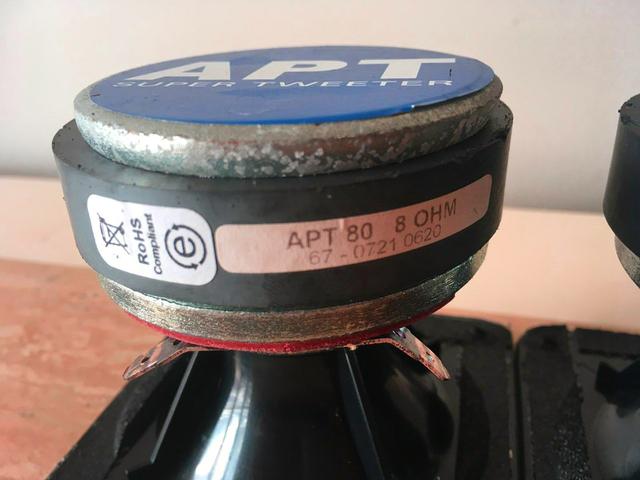 APT
SUPER TWEETER
RoHS
Compliant
e
APT 80 8 OHM
67 - 0721 0620